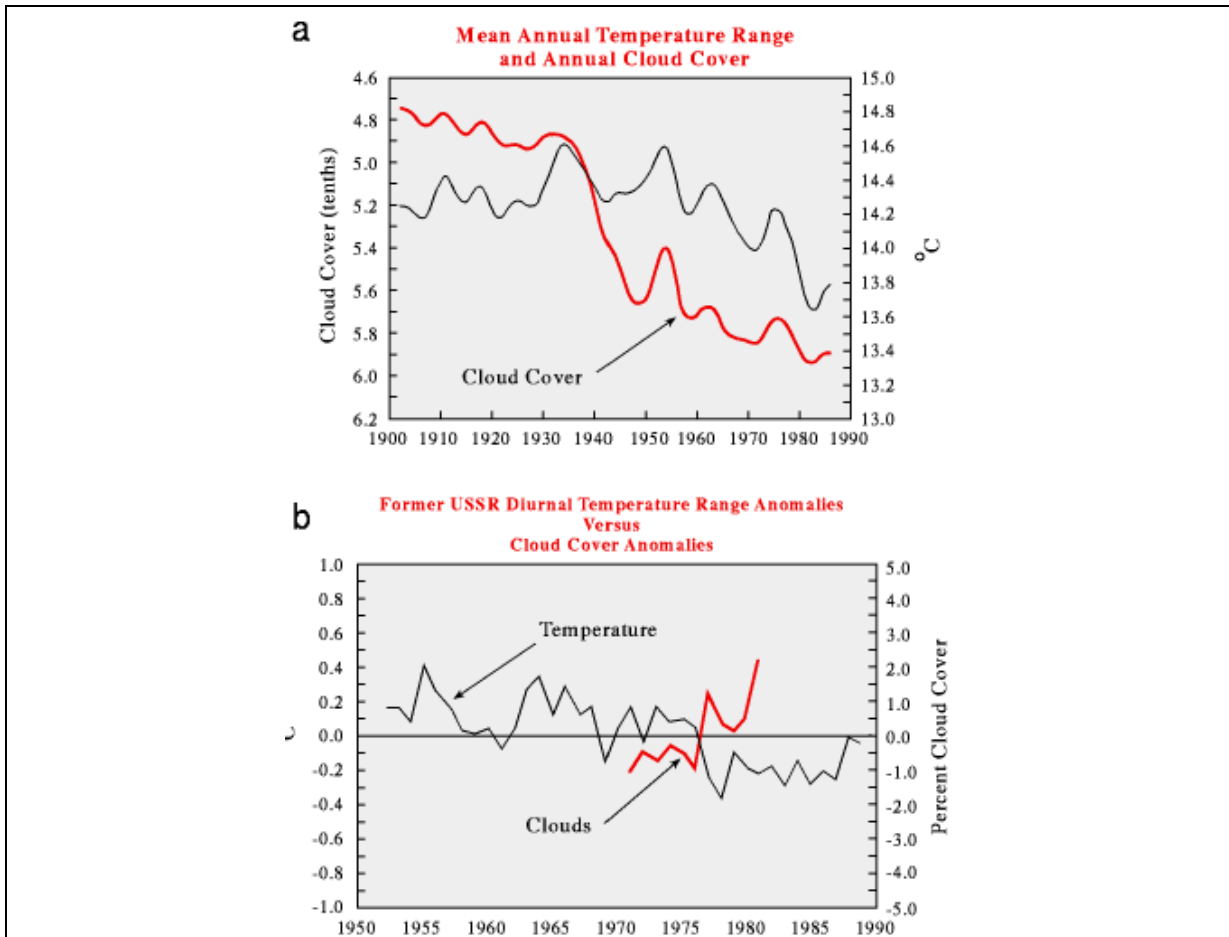 a
Mean Annual Temperature Range
and Annual Cloud Cover
4.6
4.8
5.0
5.2
5.4
5.6
5.8
6.0
6.2
Cloud Cover (tenths)
15.0
14.8
14.6
14.4
14.2
14.0
13.8
13.6
13.4
13.2
13.0
°C
Cloud Cover
1900 1910 1920 1930 1940 1950 1960 1970 1980 1990
b
Former USSR Diurnal Temperature Range Anomalies
Versus
Cloud Cover Anomalies
1.0
0.8
0.6
0.4
0.2
0.0
-0.2
-0.4
-0.6
-0.8
-1.0
5.0
4.0
3.0
2.0
1.0
0.0
-1.0
-2.0
-3.0
-4.0
-5.0
Percent Cloud Cover
Temperature
Clouds
1950 1955 1960 1965 1970 1975 1980 1985 1990